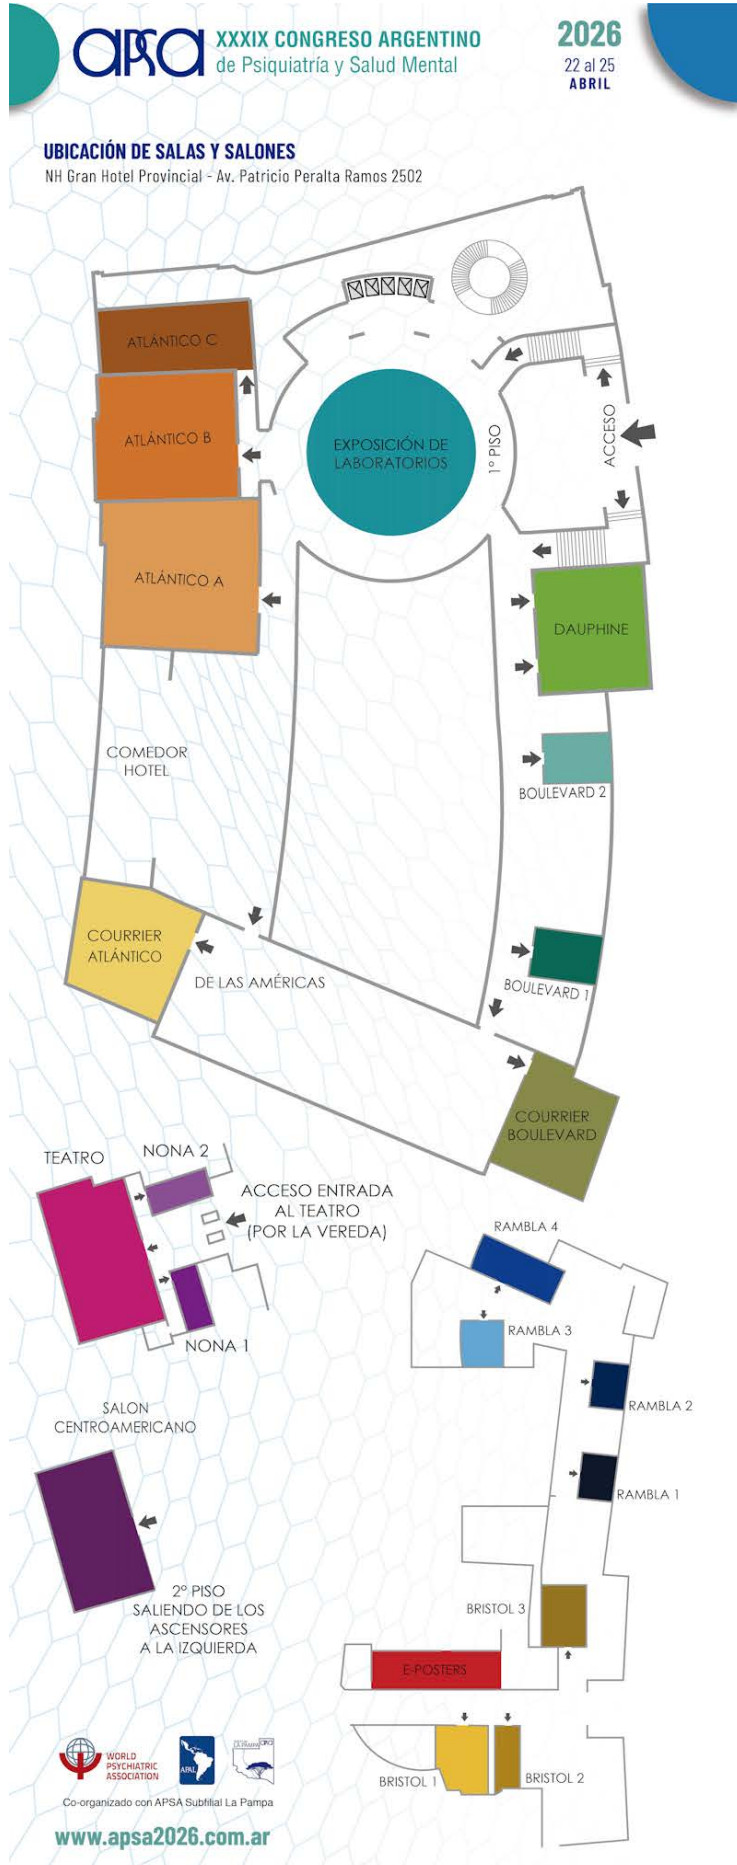 apsa
XXXIX CONGRESO ARGENTINO
de Psiquiatría y Salud Mental
2026
22 al 25
ABRIL
UBICACIÓN DE SALAS Y SALONES
NH Gran Hotel Provincial - Av. Patricio Peralta Ramos 2502
ATLÁNTICO C
ATLÁNTICO B
EXPOSICIÓN DE
LABORATORIOS
1º PISO
ACCESO
ATLÁNTICO A
DAUPHINE
COMEDOR
HOTEL
BOULEVARD 2
COURRIER
ATLÁNTICO
DE LAS AMÉRICAS
BOULEVARD 1
COURRIER
BOULEVARD
TEATRO
NONA 2
ACCESO ENTRADA
AL TEATRO
(POR LA VEREDA)
NONA 1
RAMBLA 4
RAMBLA 3
RAMBLA 2
RAMBLA 1
SALON
CENTROAMERICANO
2º PISO
SALIENDO DE LOS
ASCENSORES
A LA IZQUIERDA
BRISTOL 3
E-POSTERS
BRISTOL 1
BRISTOL 2
WORLD
PSYCHIATRIC
ASSOCIATION
APAL
LA PAMPA
Co-organizado con APSA Subfilial La Pampa
www.apsa2026.com.ar